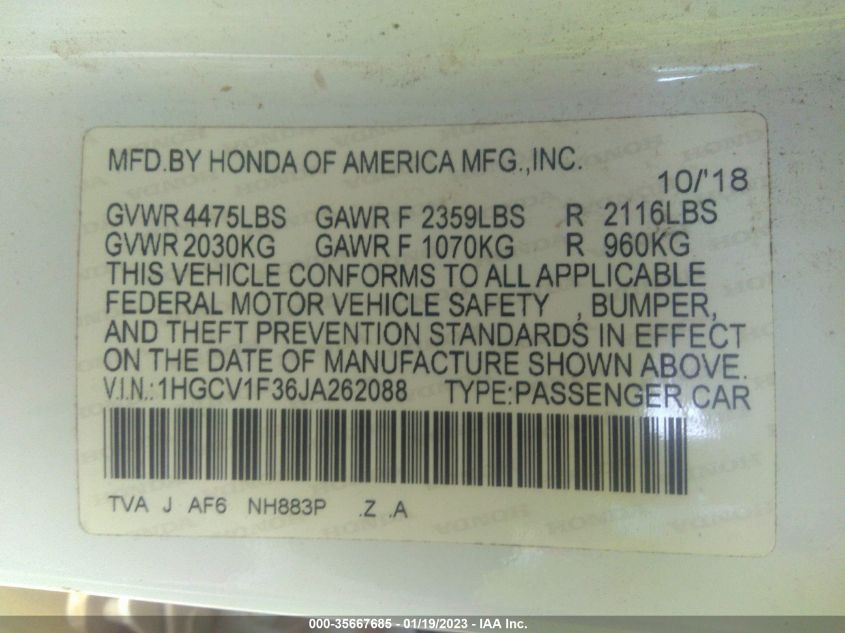 MFD.BY HONDA OF AMERICA MFG.,INC.
10/'18
GVWR 4475LBS GAWR F 2359LBS R 2116LBS
GVWR 2030KG GAWR F 1070KG R 960KG
THIS VEHICLE CONFORMS TO ALL APPLICABLE
FEDERAL MOTOR VEHICLE SAFETY , BUMPER,
AND THEFT PREVENTION STANDARDS IN EFFECT
ON THE DATE OF MANUFACTURE SHOWN ABOVE.
V.I.N.:1HGCV1F36JA262088 TYPE:PASSENGER CAR
TVA J AF6 NH883P .Z .A
000-35667685 - 01/19/2023 - IAA Inc.